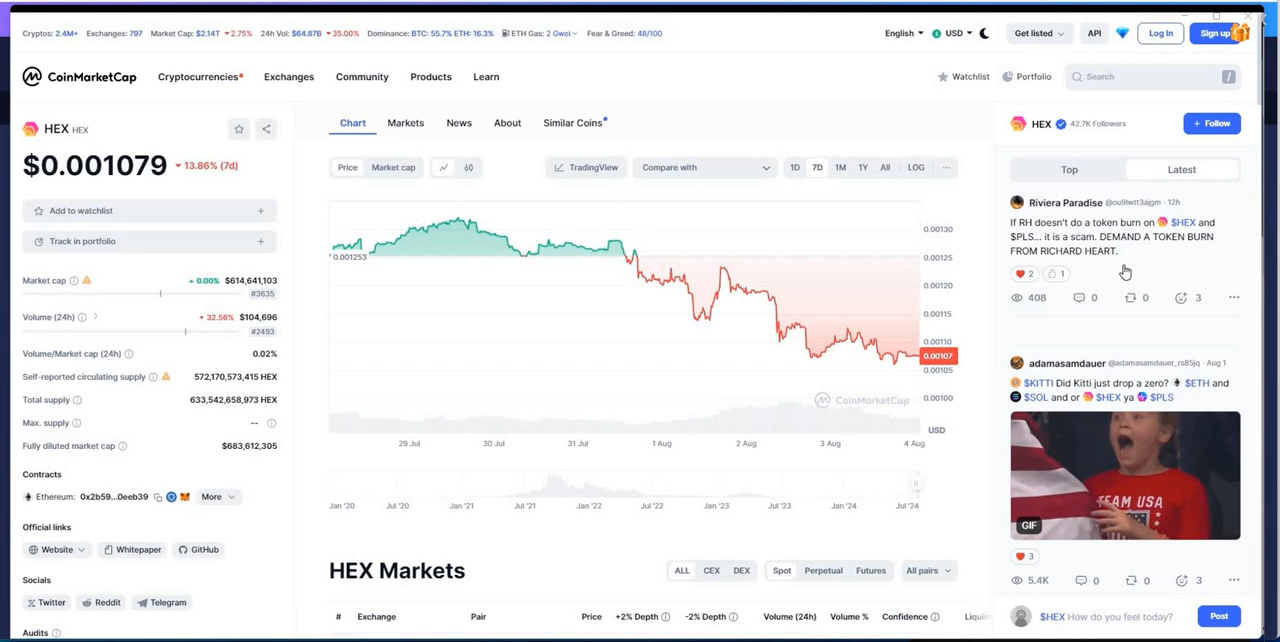 Cryptos: 2.4M+ Exchanges: 797 Market Cap: $2.14T 2.75% 24h Vol: $64.87B 35.00% Dominance: BTC: 55.7% ETH: 16.3% ETH Gas: 2 Gwei Fear & Greed: 48/100
English USD Get listed API Log In Sign up
CoinMarketCap Cryptocurrencies Exchanges Community Products Learn
Watchlist Portfolio Search /
HEX HEX
$0.001079 13.86% (7d)
Add to watchlist +
Track in portfolio +
Market cap 0.00% $614,641,103
#3635
Volume (24h) 32.56% $104,696
#2493
Volume/Market cap (24h) 0.02%
Self-reported circulating supply 572,170,573,415 HEX
Total supply 633,542,658,973 HEX
Max. supply --
Fully diluted market cap $683,612,305
Contracts
Ethereum: 0x2b59...0eeb39 More
Official links
Website Whitepaper GitHub
Socials
Twitter Reddit Telegram
Audits
Chart Markets News About Similar Coins
Price Market cap TradingView Compare with 1D 7D 1M 1Y All LOG ...
0.00130
0.001253 0.00125
0.00120
0.00115
0.00110
0.00107
0.00105
0.00100
CoinMarketCap
USD
29 Jul 30 Jul 31 Jul 1 Aug 2 Aug 3 Aug 4 Aug
Jan '20 Jul '20 Jan '21 Jul '21 Jan '22 Jul '22 Jan '23 Jul '23 Jan '24 Jul '24
HEX Markets
ALL CEX DEX Spot Perpetual Futures All pairs
# Exchange Pair Price +2% Depth -2% Depth Volume (24h) Volume % Confidence Liquid
HEX 42.7K Followers + Follow
Top Latest
Riviera Paradise @ou9lwtt3ajgm · 12h
If RH doesn't do a token burn on $HEX and
$PLS... it is a scam. DEMAND A TOKEN BURN
FROM RICHARD HEART.
2 1
408 0 0 3 ...
adamasamdauer @adamasamdauer_rs85jq · Aug 1
$KITTI Did Kitti just drop a zero? $ETH and
$SOL and or $HEX ya $PLS
TEAM USA
GIF
3
5.4K 0 0 3 ...
$HEX How do you feel today? Post